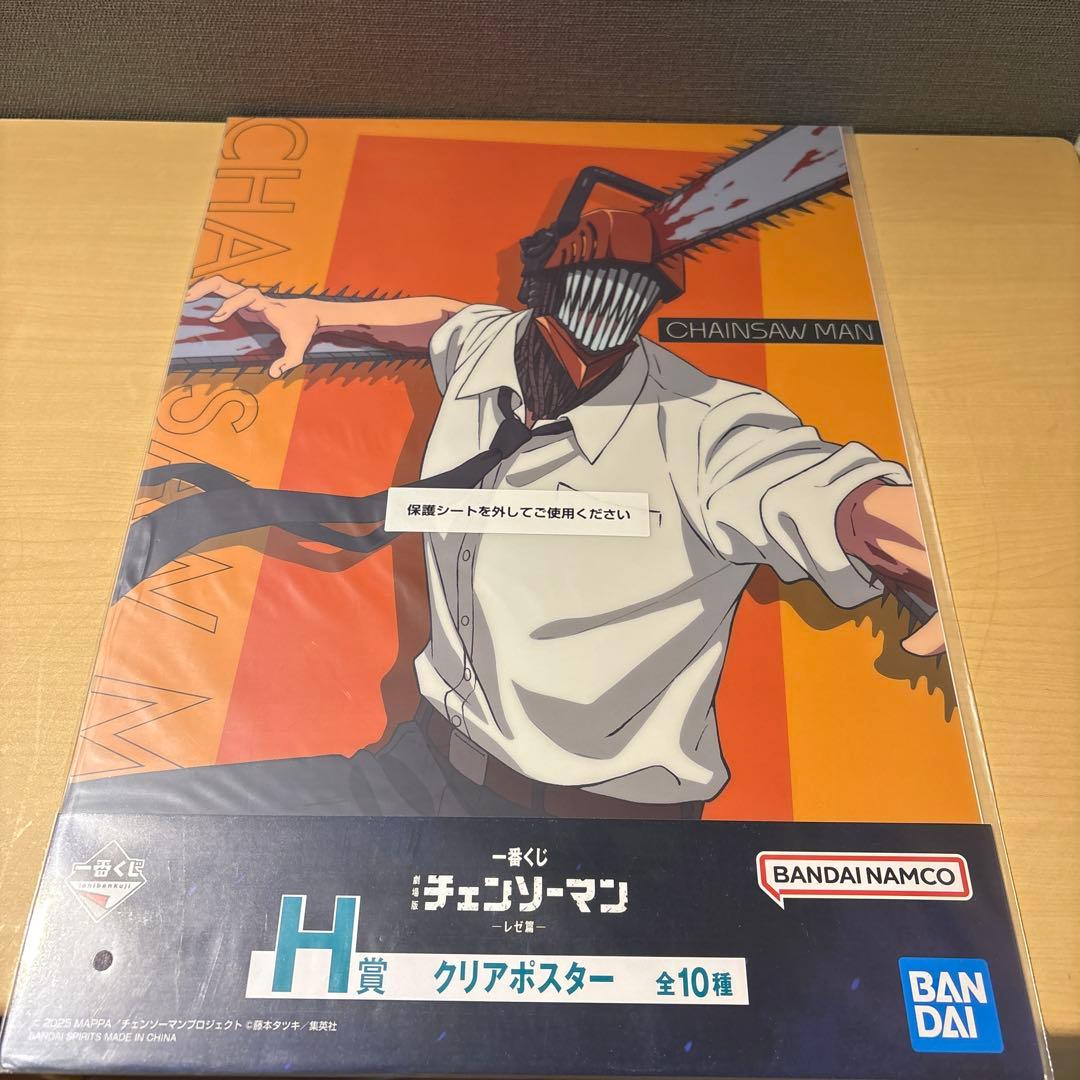 CHAINSAW M
CHAINSAW MAN
保護シートを外してご使用ください
一番くじ
ichibanKuji
一番くじ
劇場版 チェンソーマン
―レゼ篇―
BANDAI NAMCO
H賞 クリアポスター 全10種
BAN
DAI
© 2025 MAPPA/チェンソーマンプロジェクト ©藤本タツキ/集英社
BANDAI SPIRITS MADE IN CHINA